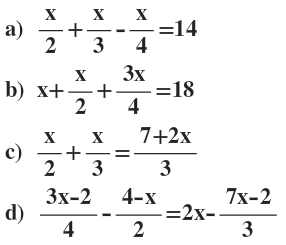 a) x/2 + x/3 - x/4 =14
b) x+ x/2 + 3x/4 =18
c) x/2 + x/3 = 7+2x/3
d) 3x-2/4 - 4-x/2 =2x- 7x-2/3